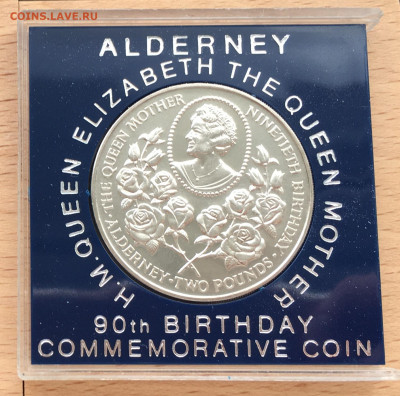 COINS.LAVE.RU
ALDERNEY
H.M. QUEEN ELIZABETH THE QUEEN MOTHER
·THE QUEEN MOTHER NINETIETH BIRTHDAY·
ALDERNEY·TWO POUNDS
90th BIRTHDAY
COMMEMORATIVE COIN